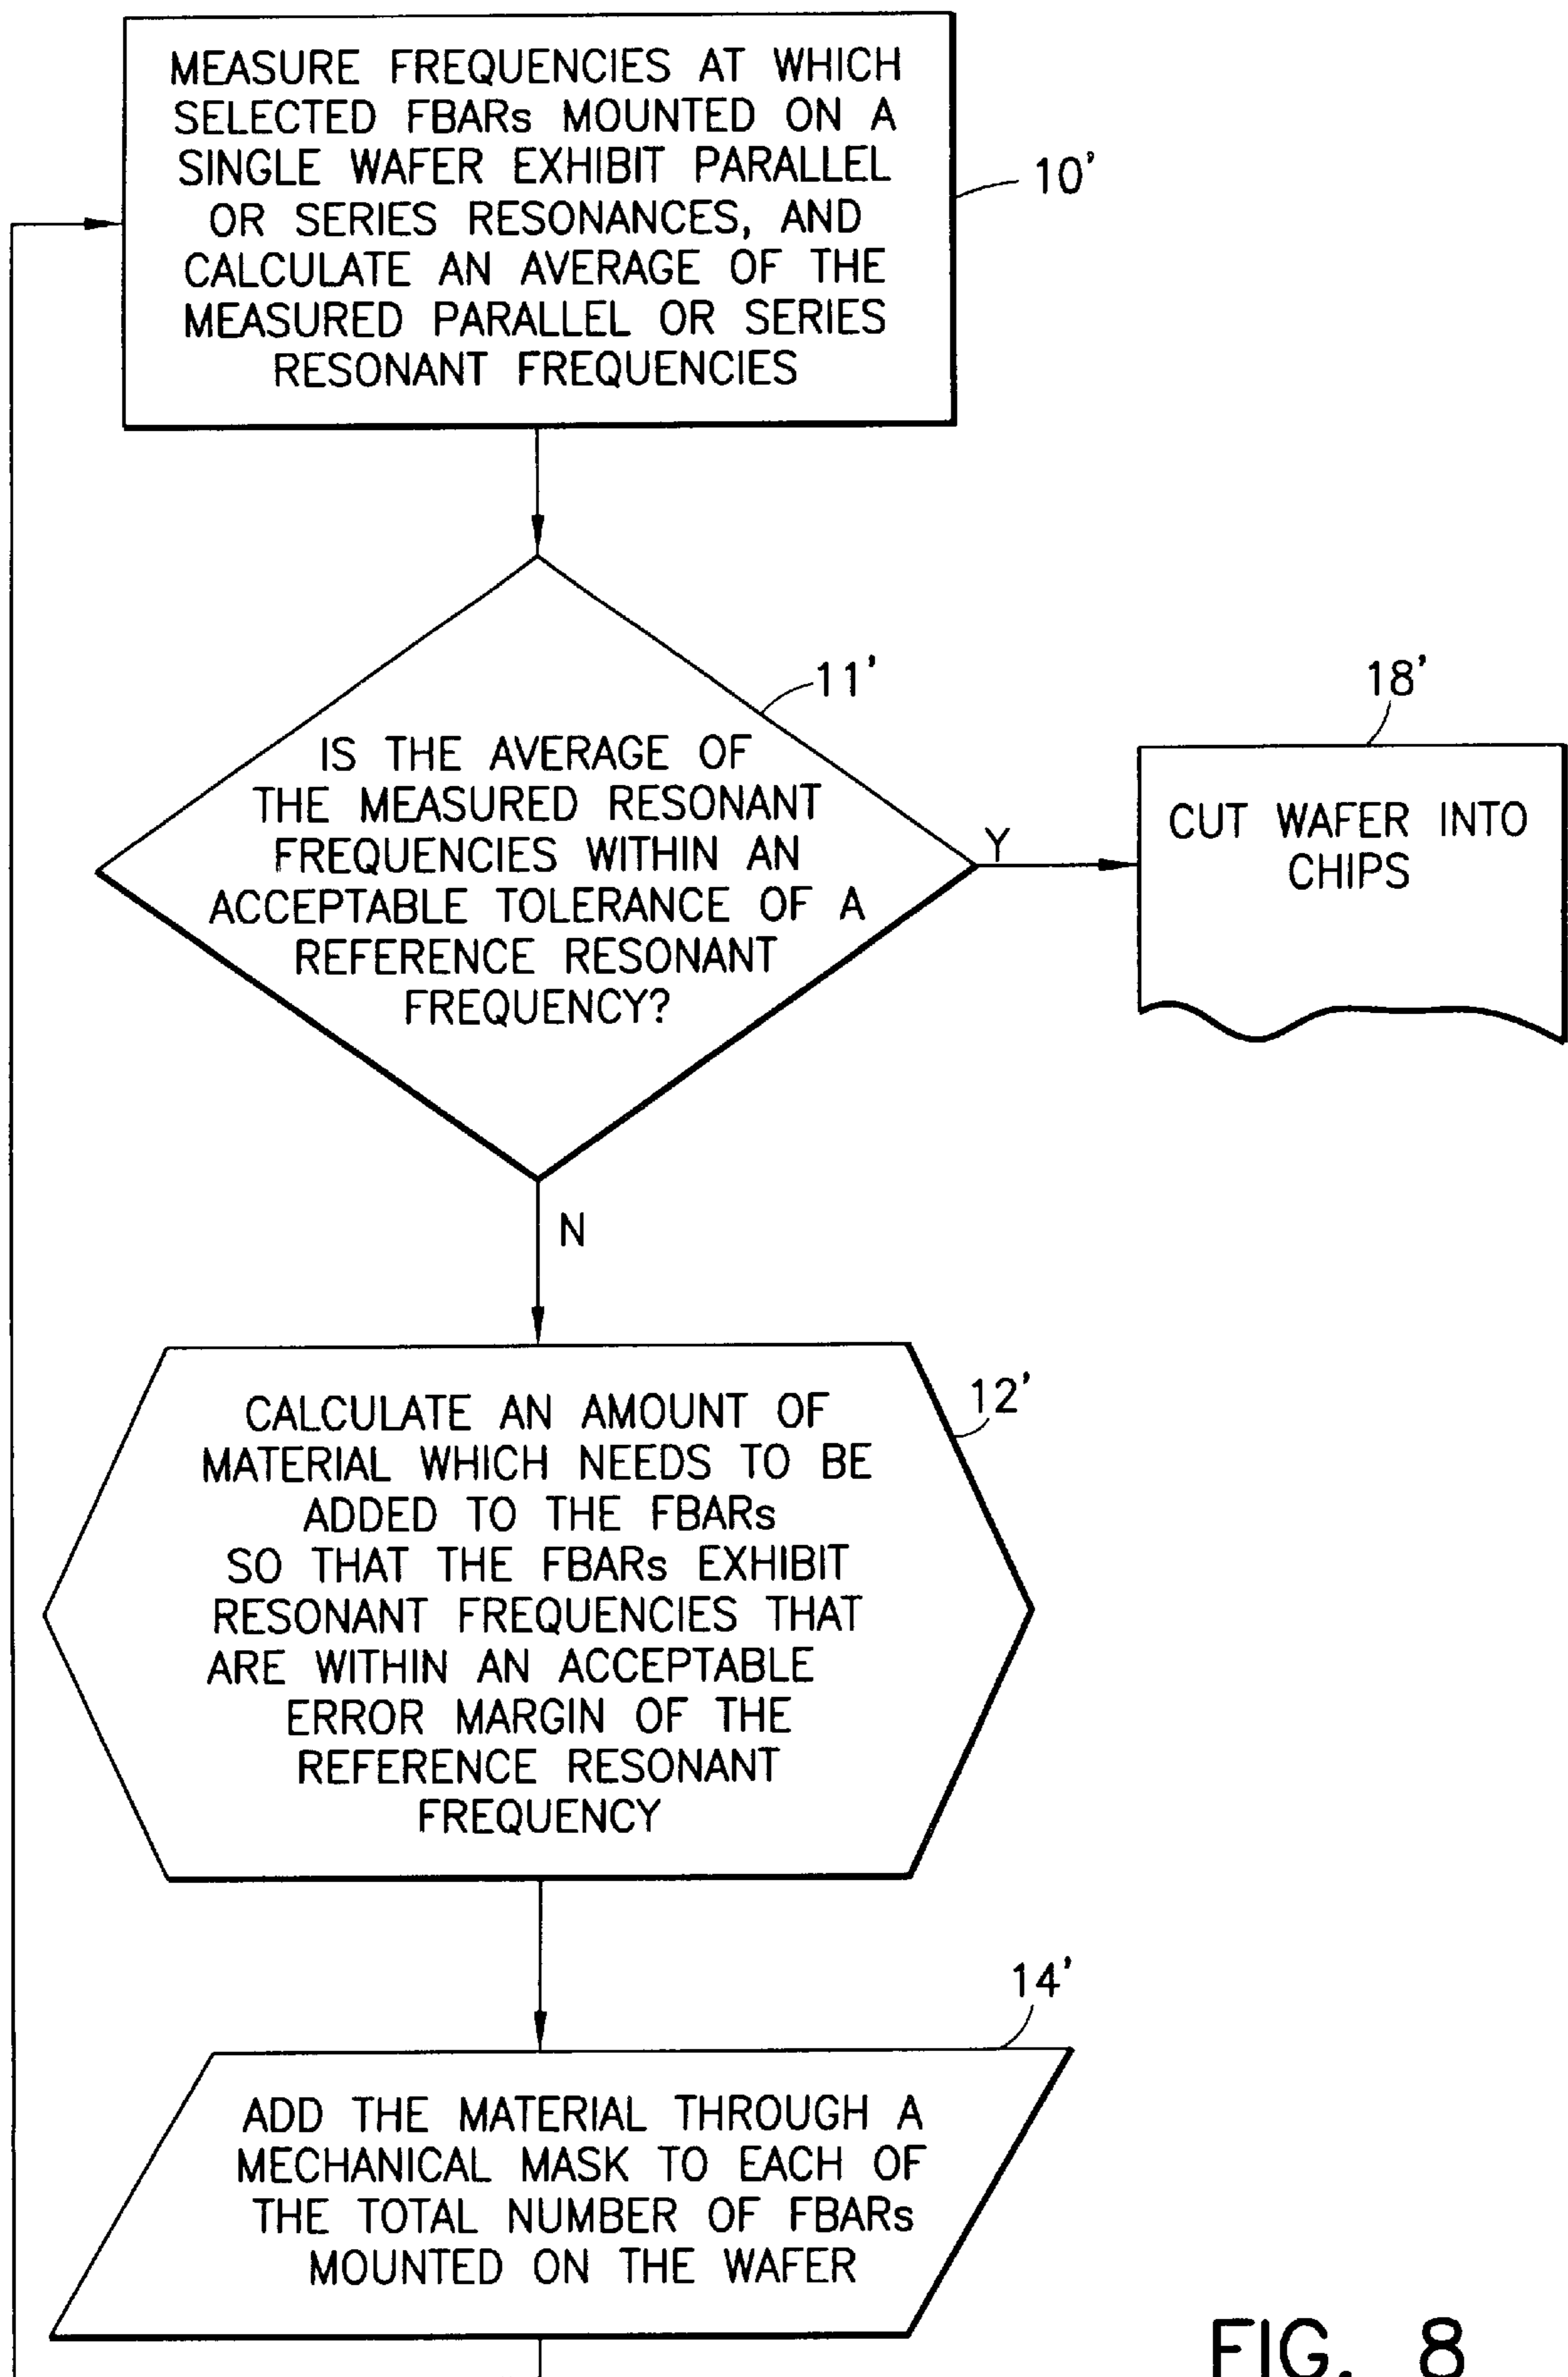 MEASURE FREQUENCIES AT WHICH
SELECTED FBARs MOUNTED ON A
SINGLE WAFER EXHIBIT PARALLEL
OR SERIES RESONANCES, AND
CALCULATE AN AVERAGE OF THE
MEASURED PARALLEL OR SERIES
RESONANT FREQUENCIES
10'
11'
IS THE AVERAGE OF
THE MEASURED RESONANT
FREQUENCIES WITHIN AN
ACCEPTABLE TOLERANCE OF A
REFERENCE RESONANT
FREQUENCY?
Y
18'
CUT WAFER INTO
CHIPS
N
12'
CALCULATE AN AMOUNT OF
MATERIAL WHICH NEEDS TO BE
ADDED TO THE FBARs
SO THAT THE FBARs EXHIBIT
RESONANT FREQUENCIES THAT
ARE WITHIN AN ACCEPTABLE
ERROR MARGIN OF THE
REFERENCE RESONANT
FREQUENCY
14'
ADD THE MATERIAL THROUGH A
MECHANICAL MASK TO EACH OF
THE TOTAL NUMBER OF FBARs
MOUNTED ON THE WAFER
FIG. 8